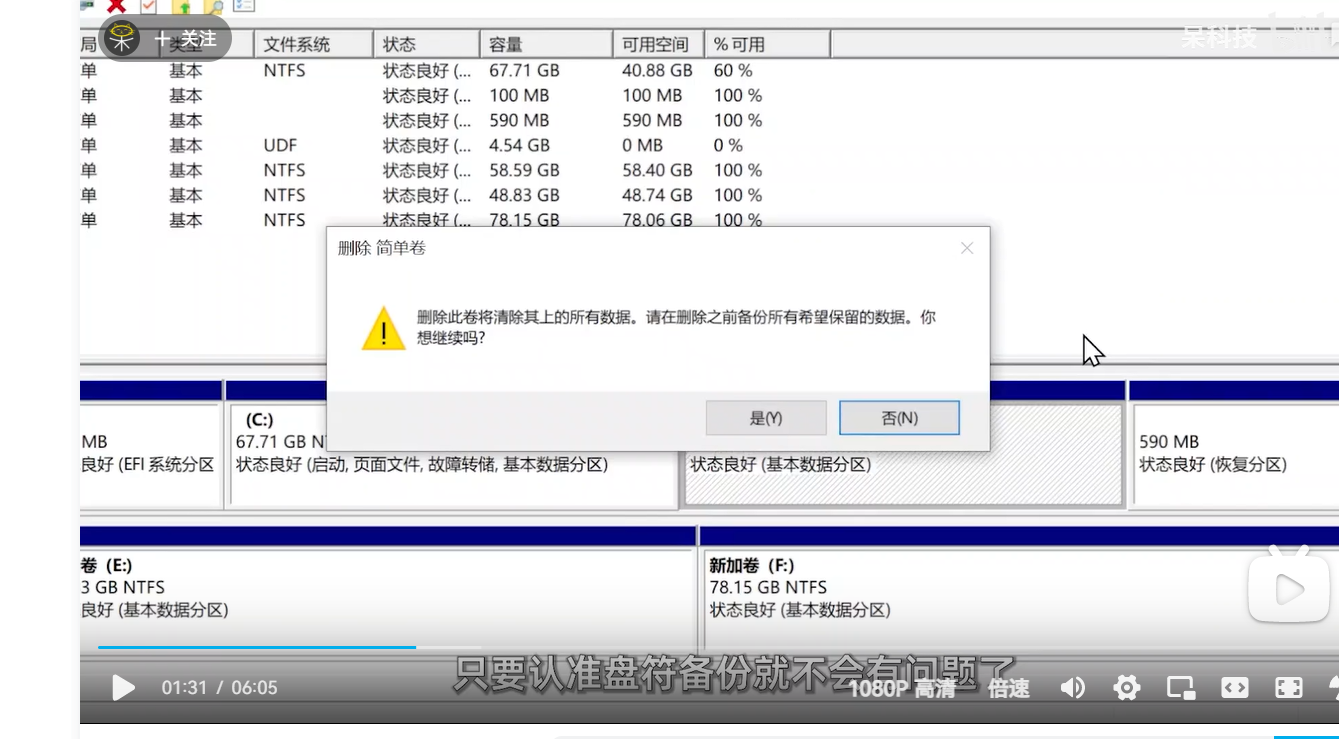 局 类型 文件系统 状态 容量 可用空间 % 可用
+ 关注
呆科技
单 基本 NTFS 状态良好 (... 67.71 GB 40.88 GB 60 %
单 基本 状态良好 (... 100 MB 100 MB 100 %
单 基本 状态良好 (... 590 MB 590 MB 100 %
单 基本 UDF 状态良好 (... 4.54 GB 0 MB 0 %
单 基本 NTFS 状态良好 (... 58.59 GB 58.40 GB 100 %
单 基本 NTFS 状态良好 (... 48.83 GB 48.74 GB 100 %
单 基本 NTFS 状态良好 (... 78.15 GB 78.06 GB 100 %
删除 简单卷
删除此卷将清除其上的所有数据。请在删除之前备份所有希望保留的数据。你
想继续吗?
是(Y) 否(N)
MB
良好 (EFI 系统分区
(C:)
67.71 GB N
状态良好 (启动, 页面文件, 故障转储, 基本数据分区)
状态良好 (基本数据分区)
590 MB
状态良好 (恢复分区)
卷 (E:)
3 GB NTFS
良好 (基本数据分区)
新加卷 (F:)
78.15 GB NTFS
状态良好 (基本数据分区)
只要认准盘符备份就不会有问题了
01:31 / 06:05
1080P 高清 倍速